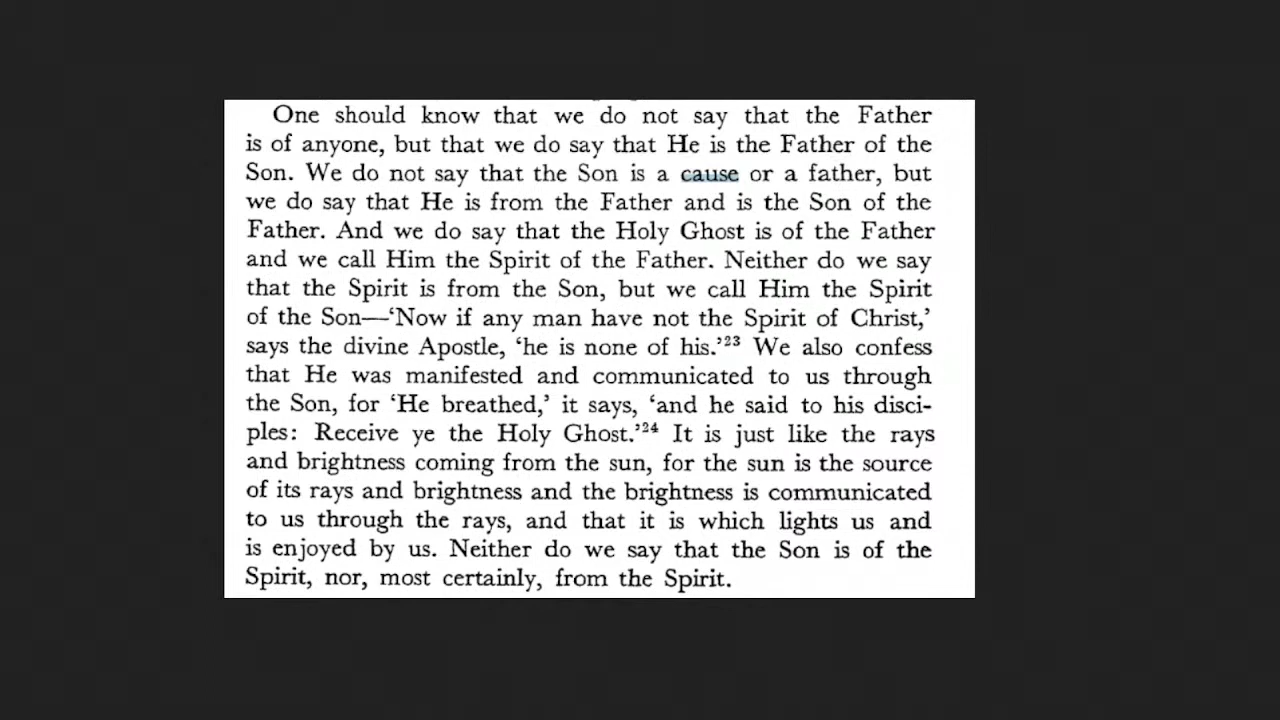 One should know that we do not say that the Father
is of anyone, but that we do say that He is the Father of the
Son. We do not say that the Son is a cause or a father, but
we do say that He is from the Father and is the Son of the
Father. And we do say that the Holy Ghost is of the Father
and we call Him the Spirit of the Father. Neither do we say
that the Spirit is from the Son, but we call Him the Spirit
of the Son—‘Now if any man have not the Spirit of Christ,’
says the divine Apostle, ‘he is none of his.’23 We also confess
that He was manifested and communicated to us through
the Son, for ‘He breathed,’ it says, ‘and he said to his disci-
ples: Receive ye the Holy Ghost.’24 It is just like the rays
and brightness coming from the sun, for the sun is the source
of its rays and brightness and the brightness is communicated
to us through the rays, and that it is which lights us and
is enjoyed by us. Neither do we say that the Son is of the
Spirit, nor, most certainly, from the Spirit.